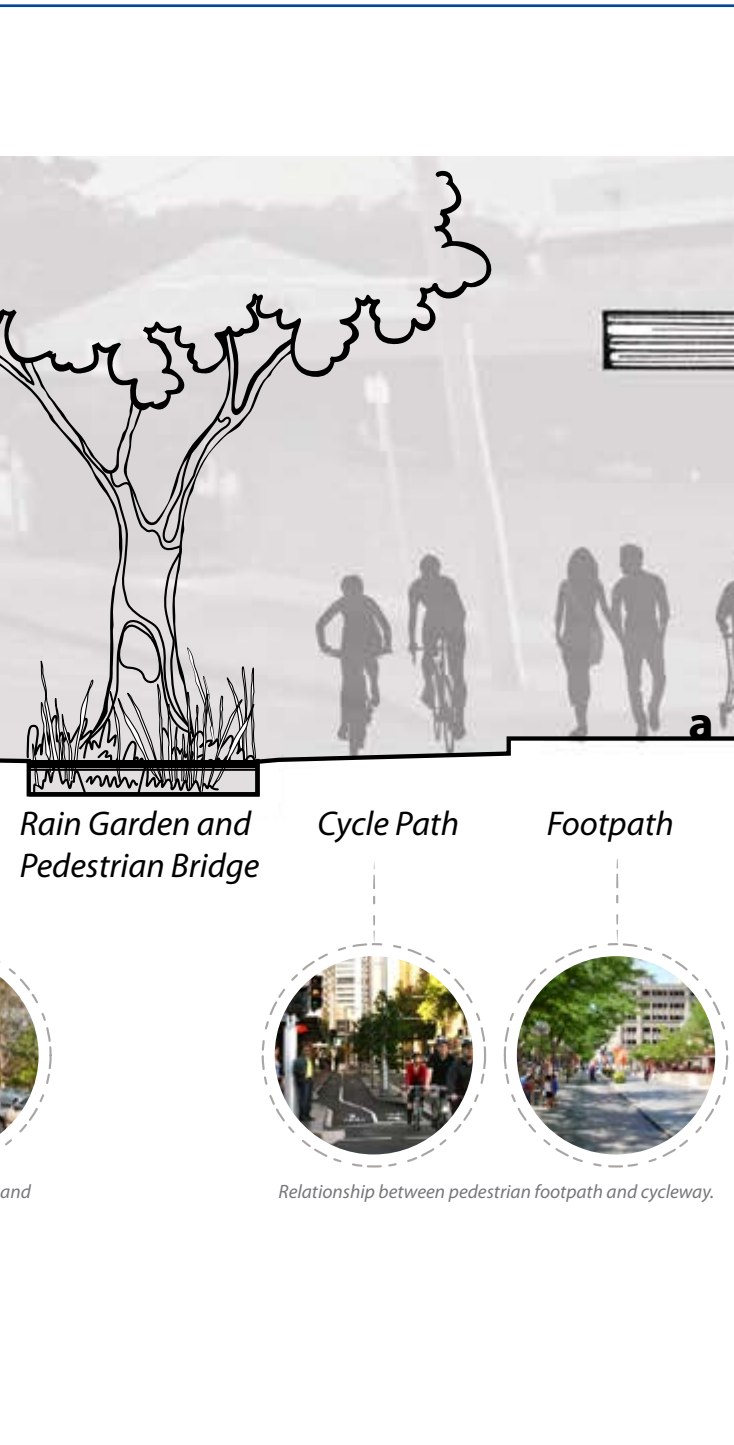 a
Rain Garden and
Pedestrian Bridge
Cycle Path
Footpath
and
Relationship between pedestrian footpath and cycleway.